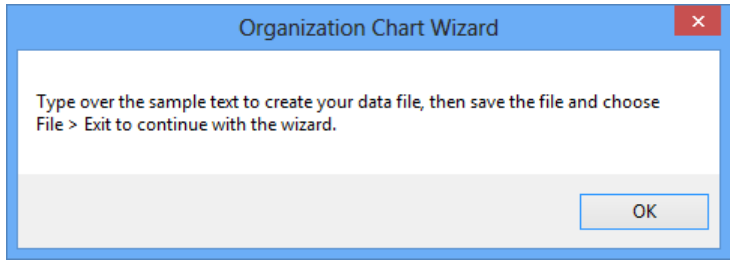 Organization Chart Wizard
Type over the sample text to create your data file, then save the file and choose
File > Exit to continue with the wizard.
OK